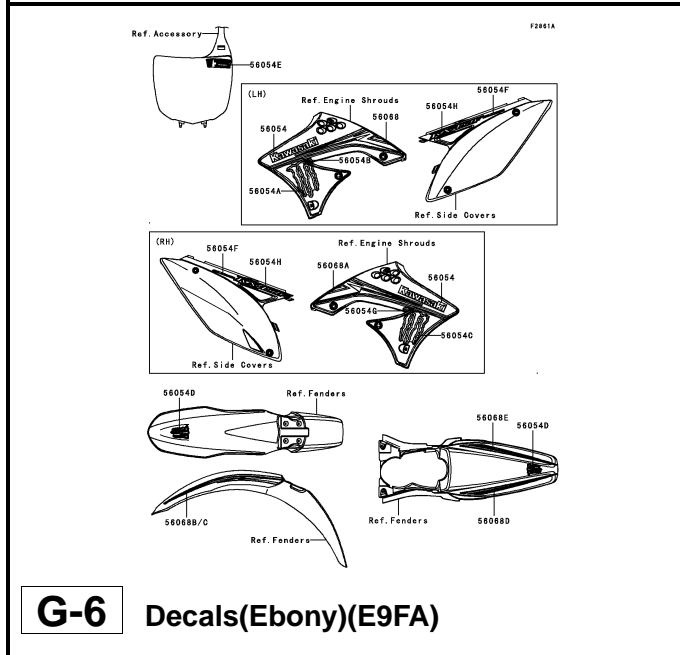 F2861A
Ref.Accessory
56054E
(LH)
Ref.Engine Shrouds
56054F
56054H
56054
56068
Kawasaki
56054B
56054A
Ref.Side Covers
(RH)
56054F
Ref.Engine Shrouds
56054H
56068A
56054
Kawasaki
56054G
56054C
Ref.Side Covers
56054D
Ref.Fenders
56068E
56054D
56068B/C
Ref.Fenders
56068D
Ref.Fenders
G-6
Decals(Ebony)(E9FA)